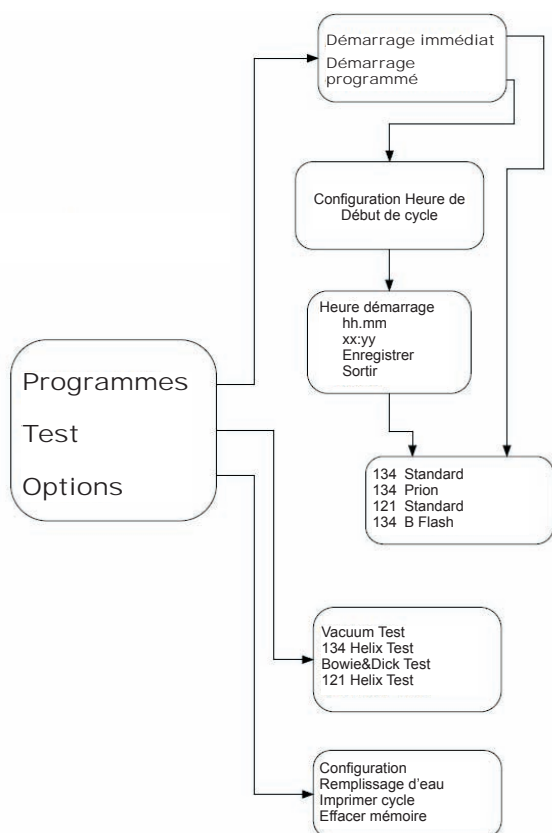 Démarrage immédiat
Démarrage
programmé
Configuration Heure de
Début de cycle
Heure démarrage
hh.mm
xx:yy
Enregistrer
Sortir
Programmes
Test
Options
134 Standard
134 Prion
121 Standard
134 B Flash
Vacuum Test
134 Helix Test
Bowie&Dick Test
121 Helix Test
Configuration
Remplissage d'eau
Imprimer cycle
Effacer mémoire